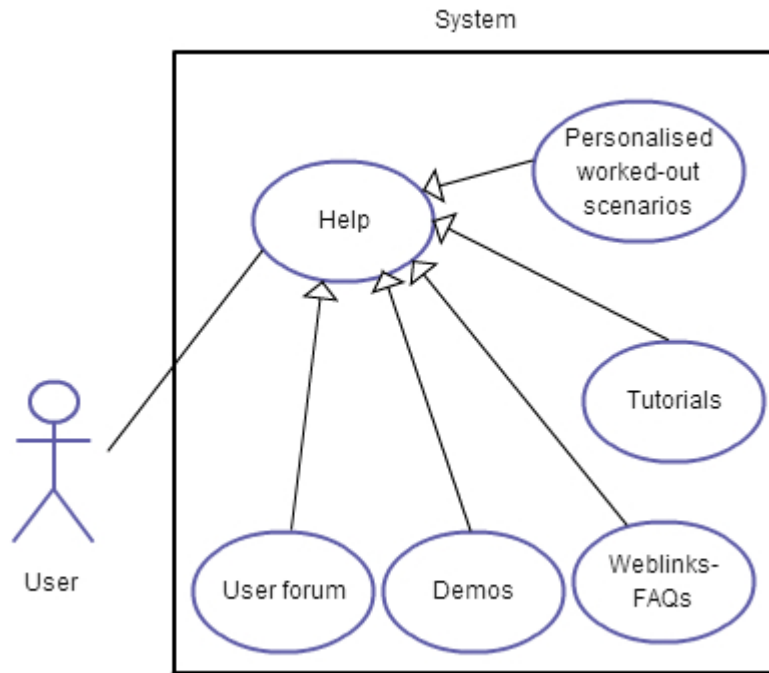 System
Personalised
worked-out
scenarios
Help
Tutorials
User forum
Demos
Weblinks-
FAQs
User